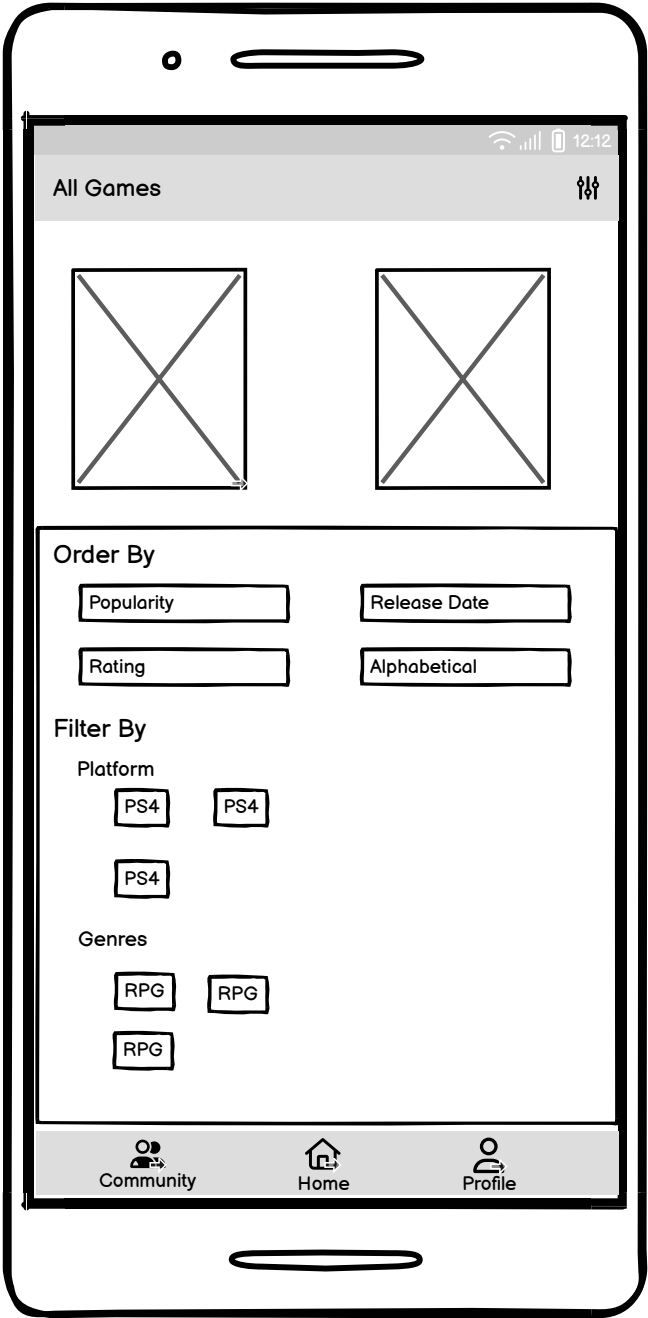 12:12
All Games
Order By
Popularity Release Date
Rating Alphabetical
Filter By
Platform
PS4 PS4
PS4
Genres
RPG RPG
RPG
Community Home Profile